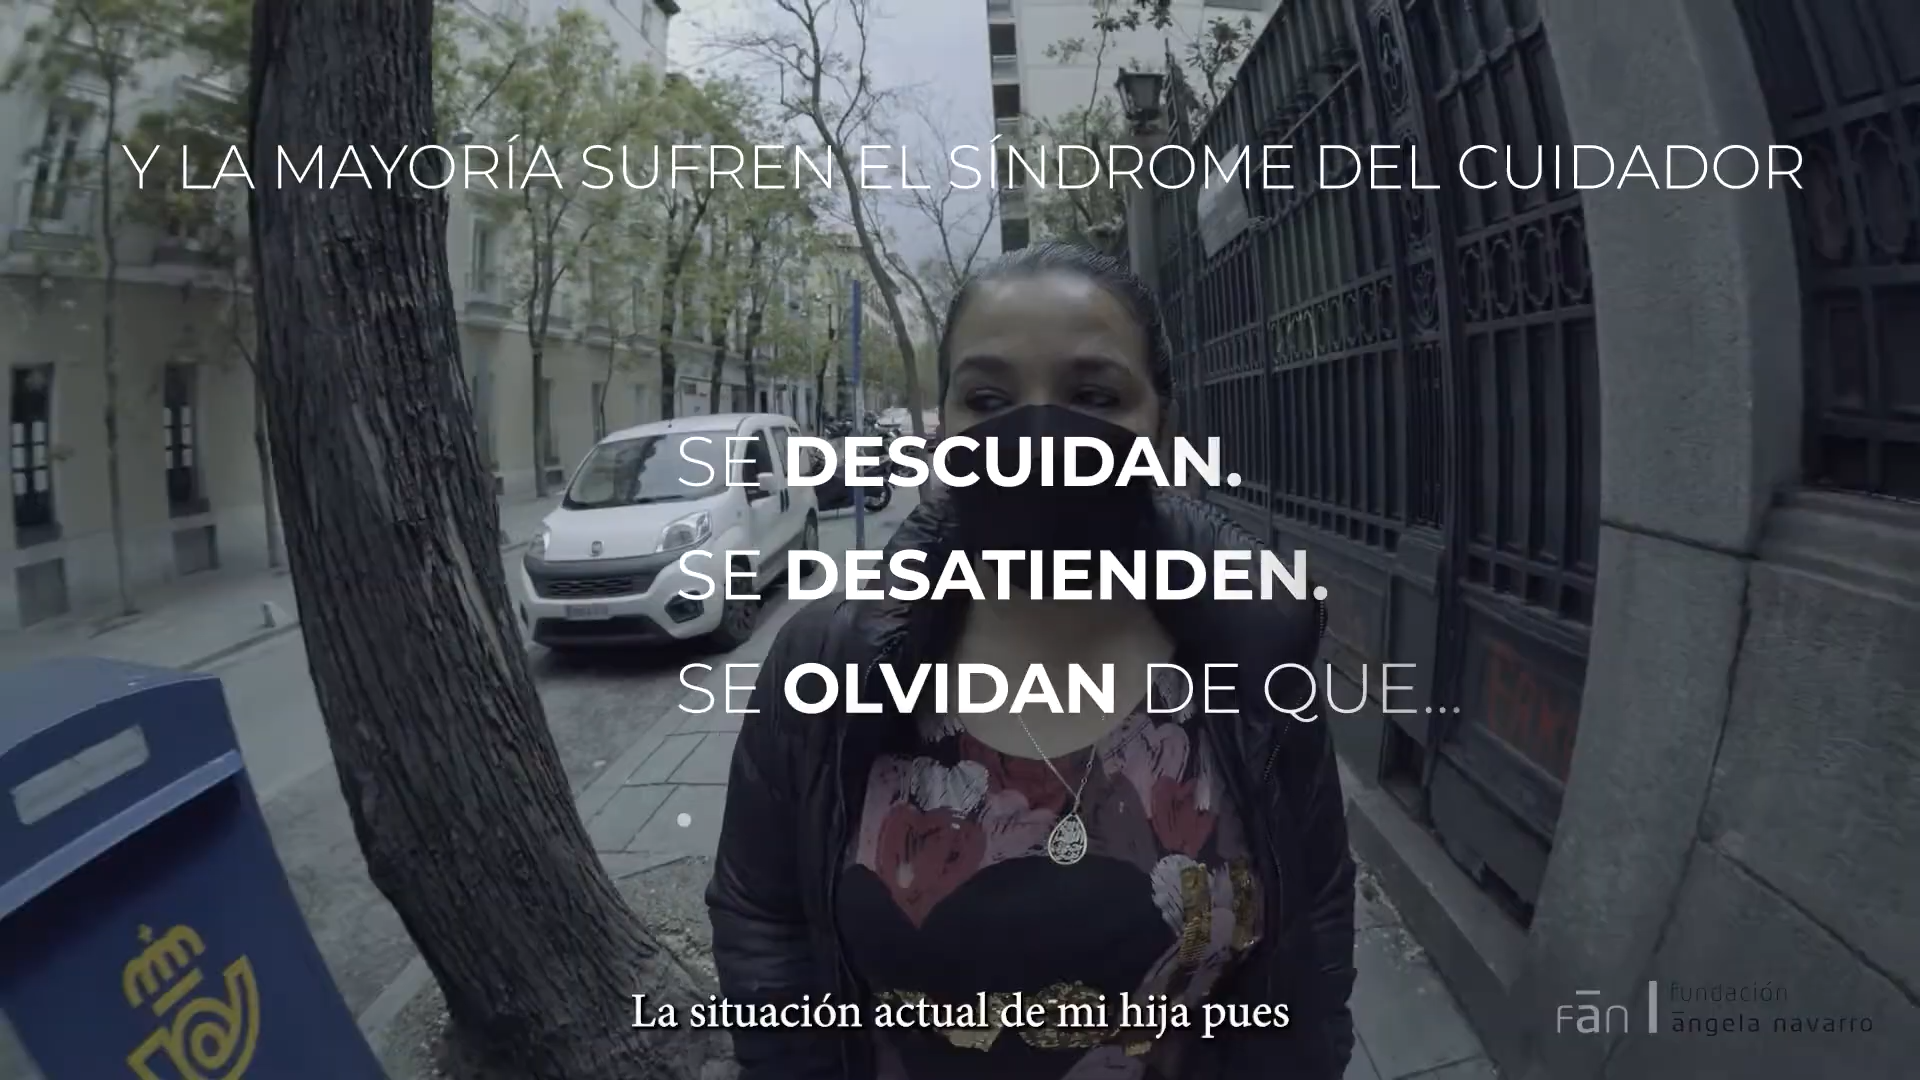 Y LA MAYORÍA SUFREN EL SÍNDROME DEL CUIDADOR
SE DESCUIDAN.
SE DESATIENDEN.
SE OLVIDAN DE QUE...
La situación actual de mi hija pues
fān
fundación
āngela navarro